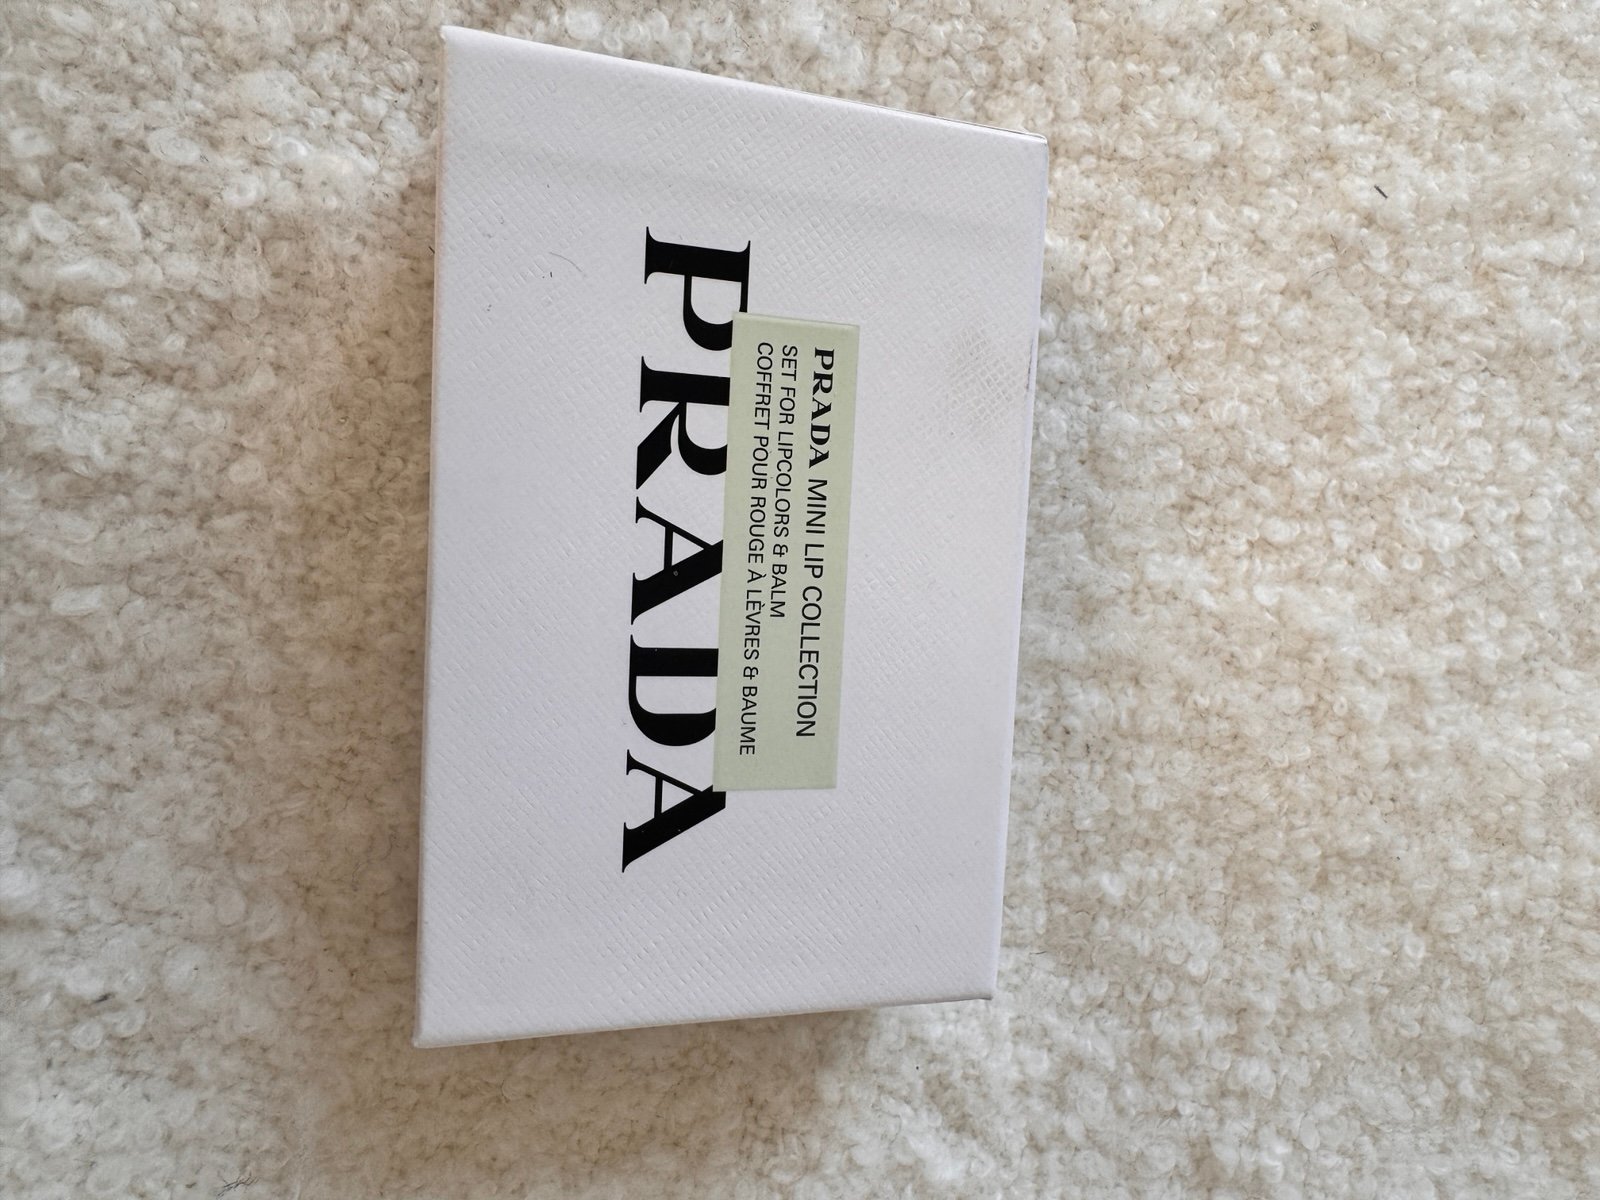 PRADA
PRADA MINI LIP COLLECTION
SET FOR LIPCOLORS & BALM
COFFRET POUR ROUGE À LÈVRES & BAUME